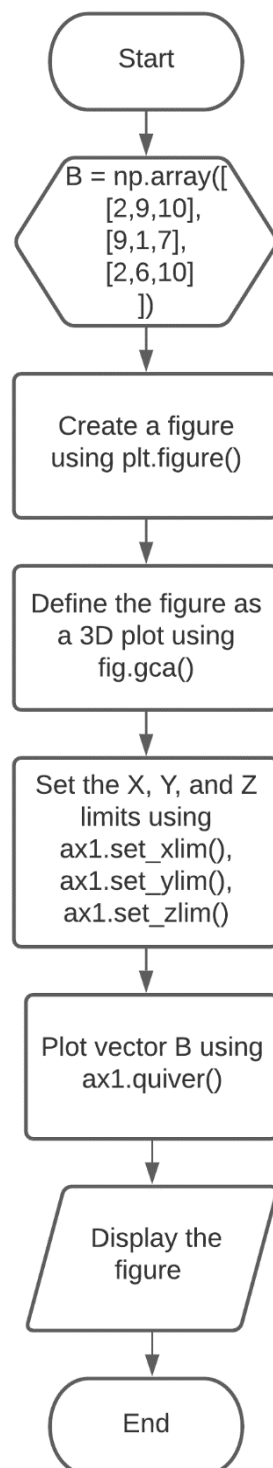 Start
B = np.array([
[2,9,10],
[9,1,7],
[2,6,10]
])
Create a figure
using plt.figure()
Define the figure as
a 3D plot using
fig.gca()
Set the X, Y, and Z
limits using
ax1.set_xlim(),
ax1.set_ylim(),
ax1.set_zlim()
Plot vector B using
ax1.quiver()
Display the
figure
End